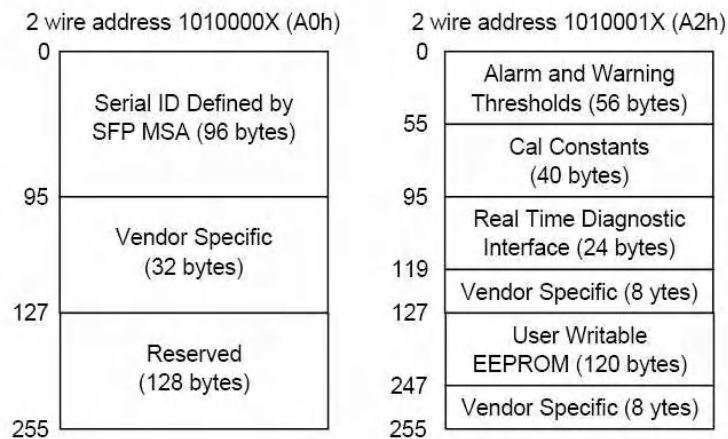 2 wire address 1010000X (A0h)
0
Serial ID Defined by
SFP MSA (96 bytes)
95
Vendor Specific
(32 bytes)
127
Reserved
(128 bytes)
255
2 wire address 1010001X (A2h)
0
Alarm and Warning
Thresholds (56 bytes)
55
Cal Constants
(40 bytes)
95
Real Time Diagnostic
Interface (24 bytes)
119
Vendor Specific (8 ytes)
127
User Writable
EEPROM (120 bytes)
247
Vendor Specific (8 ytes)
255